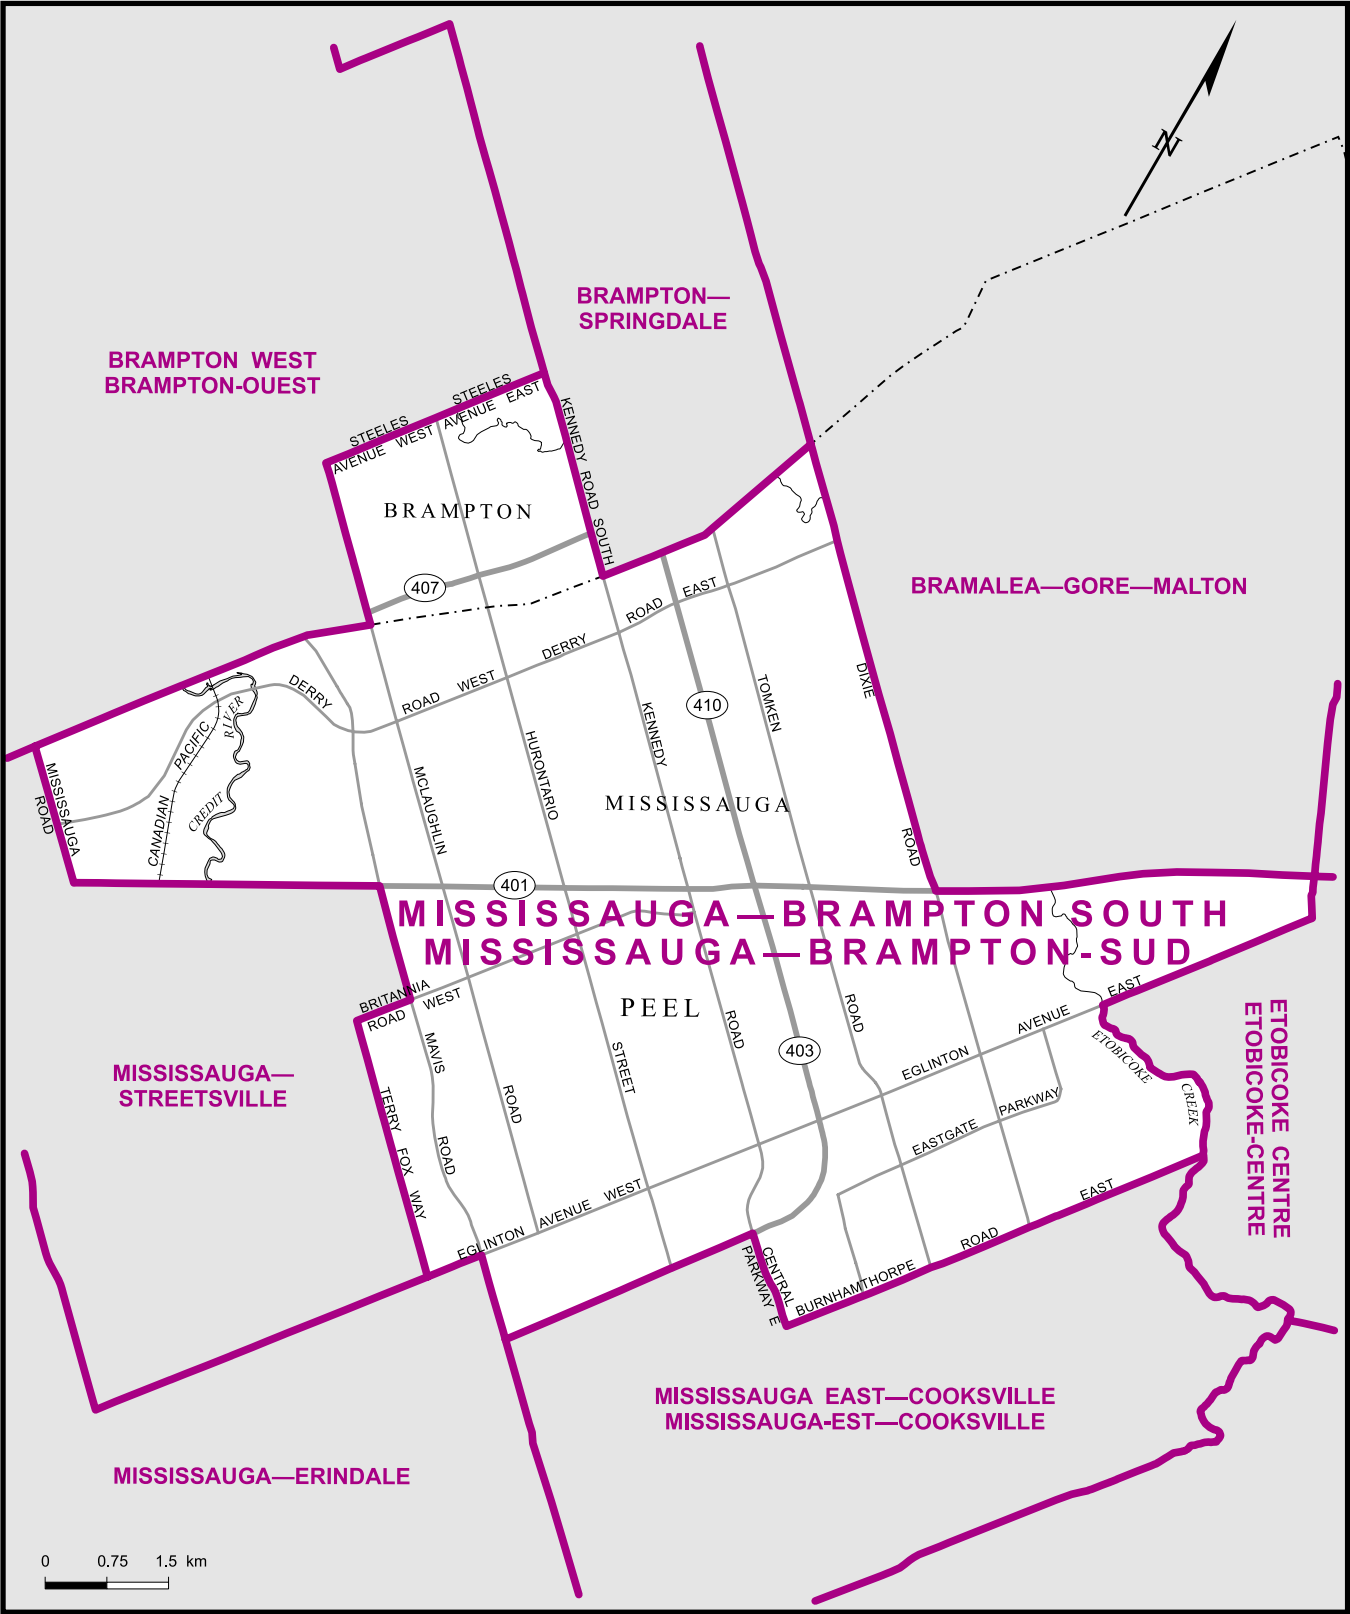 N
BRAMPTON—
SPRINGDALE
BRAMPTON WEST
BRAMPTON-OUEST
STEELES
STEELES
AVENUE WEST
AVENUE EAST
KENNEDY ROAD SOUTH
BRAMPTON
407
BRAMALEA—GORE—MALTON
DERRY
ROAD WEST
DERRY
ROAD
EAST
DIXIE
ROAD
410
TOMKEN
ROAD
KENNEDY
ROAD
HURONTARIO
STREET
MCLAUGHLIN
ROAD
MISSISSAUGA
ROAD
CANADIAN
PACIFIC
CREDIT
RIVER
MISSISSAUGA
401
MISSISSAUGA—BRAMPTON SOUTH
MISSISSAUGA—BRAMPTON-SUD
PEEL
BRITANNIA
ROAD WEST
MAVIS
ROAD
TERRY FOX WAY
403
EGLINTON
AVENUE
EAST
EGLINTON
AVENUE
WEST
EASTGATE
PARKWAY
ETOBICOKE
CREEK
ETOBICOKE CENTRE
ETOBICOKE-CENTRE
MISSISSAUGA—
STREETSVILLE
CENTRAL
PARKWAY E
BURNHAMTHORPE
ROAD
EAST
MISSISSAUGA EAST—COOKSVILLE
MISSISSAUGA-EST—COOKSVILLE
MISSISSAUGA—ERINDALE
0 0.75 1.5 km